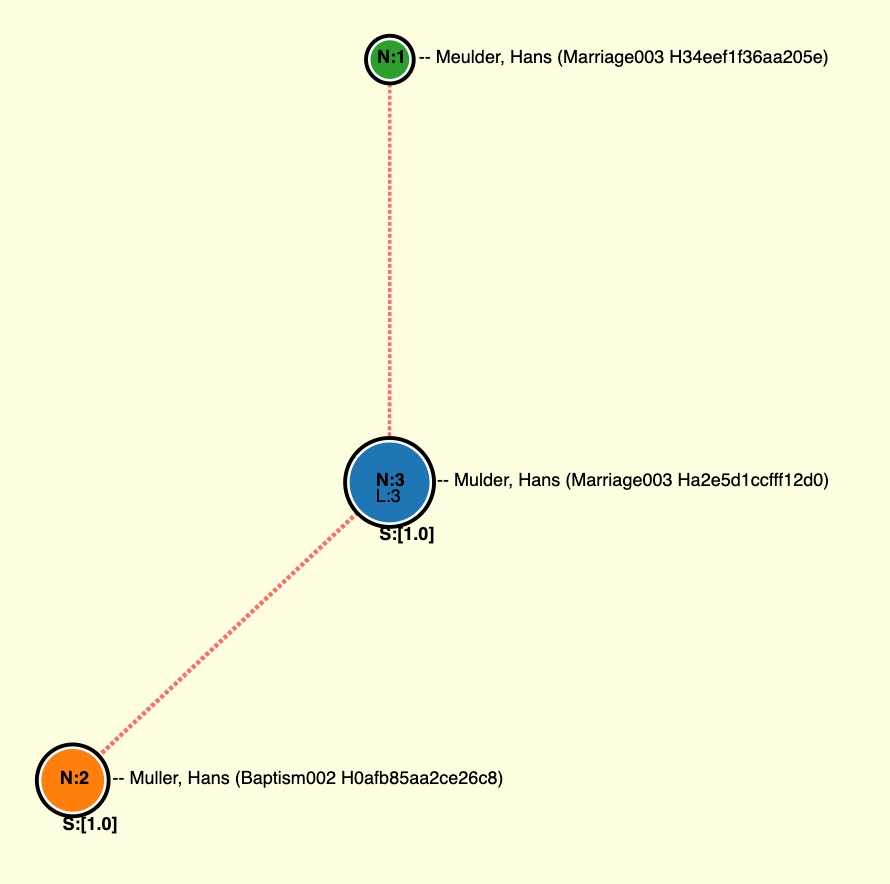 N:1 -- Meulder, Hans (Marriage003 H34eef1f36aa205e)
N:3 -- Mulder, Hans (Marriage003 Ha2e5d1ccfff12d0)
L:3
S:[1.0]
N:2 -- Muller, Hans (Baptism002 H0afb85aa2ce26c8)
S:[1.0]